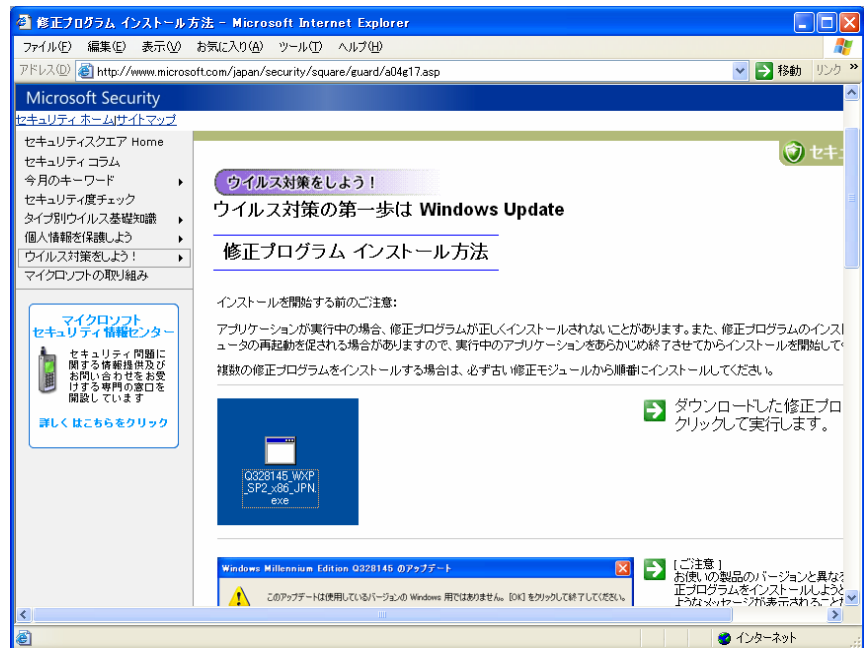 修正プログラム インストール方法 - Microsoft Internet Explorer
ファイル(F) 編集(E) 表示(V) お気に入り(A) ツール(T) ヘルプ(H)
アドレス(D) http://www.microsoft.com/japan/security/square/guard/a04g17.asp 移動 リンク »
Microsoft Security
セキュリティ ホーム|サイトマップ
セキュリティスクエア Home
セキュリティ コラム
今月のキーワード
セキュリティ度チェック
タイプ別ウイルス基礎知識
個人情報を保護しよう
ウイルス対策をしよう!
マイクロソフトの取り組み
マイクロソフト
セキュリティ情報センター
セキュリティ問題に
関する情報提供及び
お問い合わせをお受
けする専門の窓口を
開設しています
詳しくはこちらをクリック
セキ
ウイルス対策をしよう!
ウイルス対策の第一歩は Windows Update
修正プログラム インストール方法
インストールを開始する前のご注意:
アプリケーションが実行中の場合、修正プログラムが正しくインストールされないことがあります。また、修正プログラムのインス
ュータの再起動を促される場合がありますので、実行中のアプリケーションをあらかじめ終了させてからインストールを開始して
複数の修正プログラムをインストールする場合は、必ず古い修正モジュールから順番にインストールしてください。
Q328145_WXP
_SP2_x86_JPN.
exe
ダウンロードした修正プロ
クリックして実行します。
Windows Millennium Edition Q328145 のアップデート
このアップデートは使用しているバージョンの Windows 用ではありません。[OK] をクリックして終了してください。
[ご注意]
お使いの製品のバージョンと異な
正プログラムをインストールしよう
ようなメッセージが表示されること
インターネット